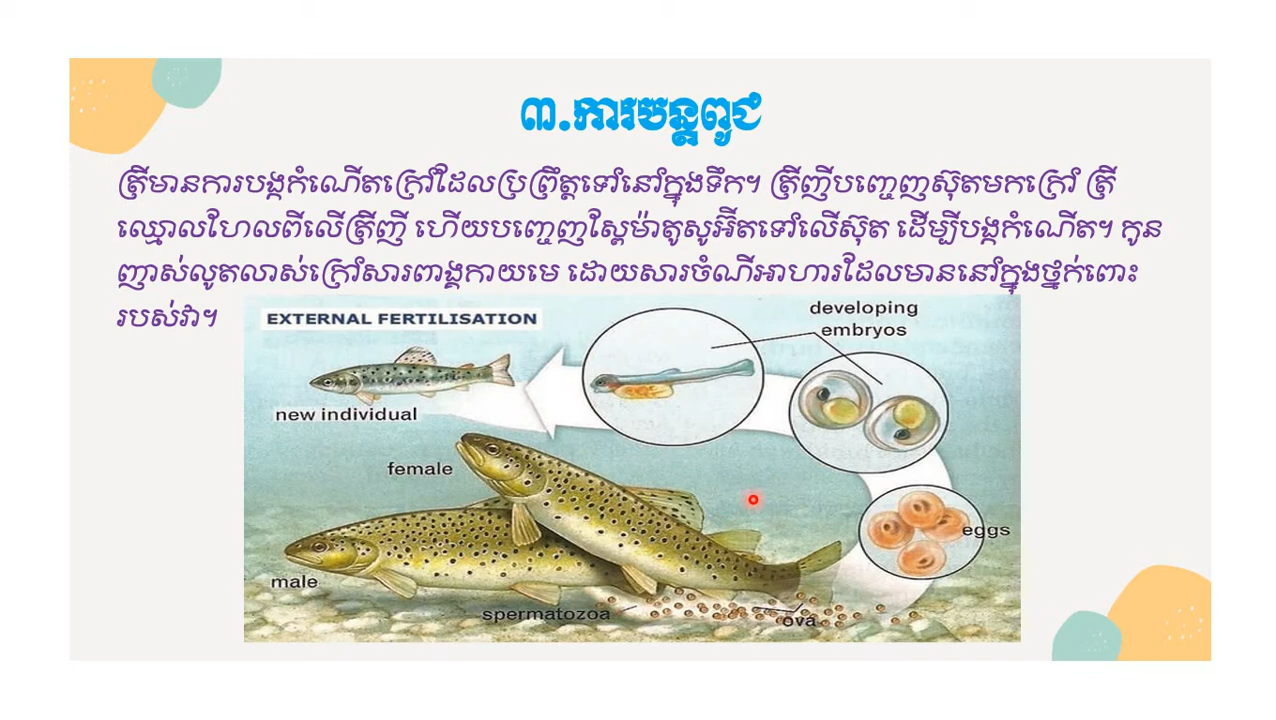 ៣.ការបន្តពូជ
ត្រីមានការបង្កកំណើតក្រៅដែលប្រព្រឹត្តទៅនៅក្នុងទឹក។ ត្រីញីបញ្ចេញស៊ុតមកក្រៅ ត្រី
ឈ្មោលហែលពីលើត្រីញី ហើយបញ្ចេញស្ពែម៉ាតូសូអ៊ីតទៅលើស៊ុត ដើម្បីបង្កកំណើត។ កូន
ញាស់លូតលាស់ក្រៅសារពាង្គកាយមេ ដោយសារចំណីអាហារដែលមាននៅក្នុងថ្នក់ពោះ
របស់វា។
EXTERNAL FERTILISATION
developing
embryos
new individual
female
eggs
male
spermatozoa
ova